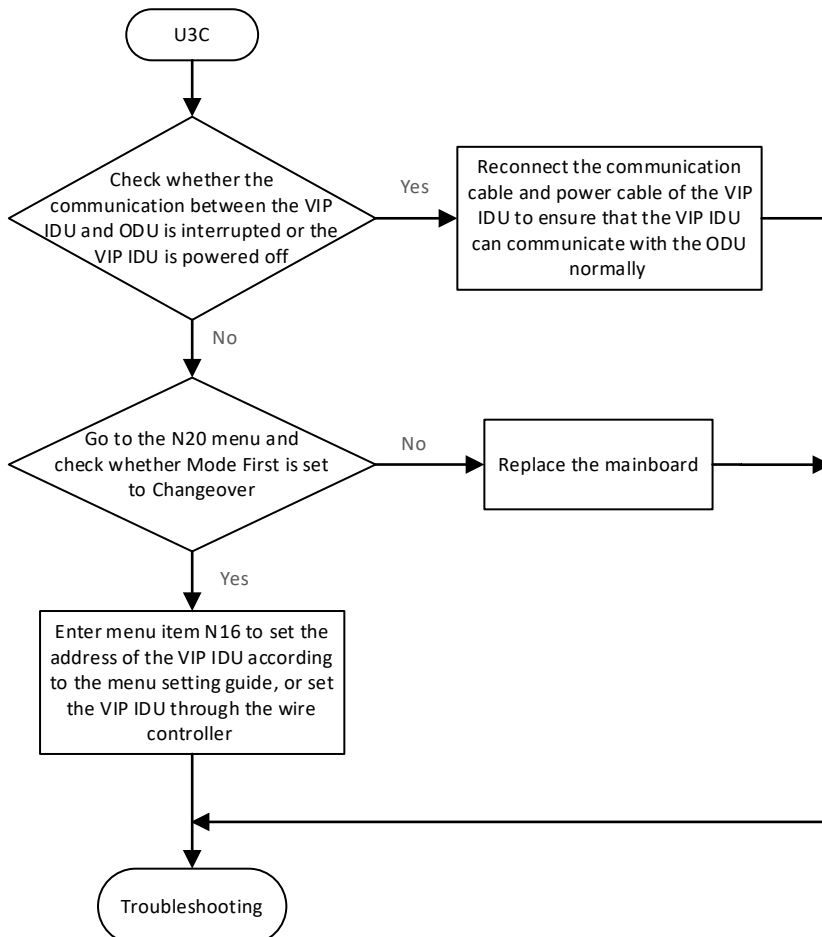 U3C
Check whether the
communication between the VIP
IDU and ODU is interrupted or the
VIP IDU is powered off
Yes
Reconnect the communication
cable and power cable of the VIP
IDU to ensure that the VIP IDU
can communicate with the ODU
normally
No
Go to the N20 menu and
check whether Mode First is set
to Changeover
No
Replace the mainboard
Yes
Enter menu item N16 to set the
address of the VIP IDU according
to the menu setting guide, or set
the VIP IDU through the wire
controller
Troubleshooting